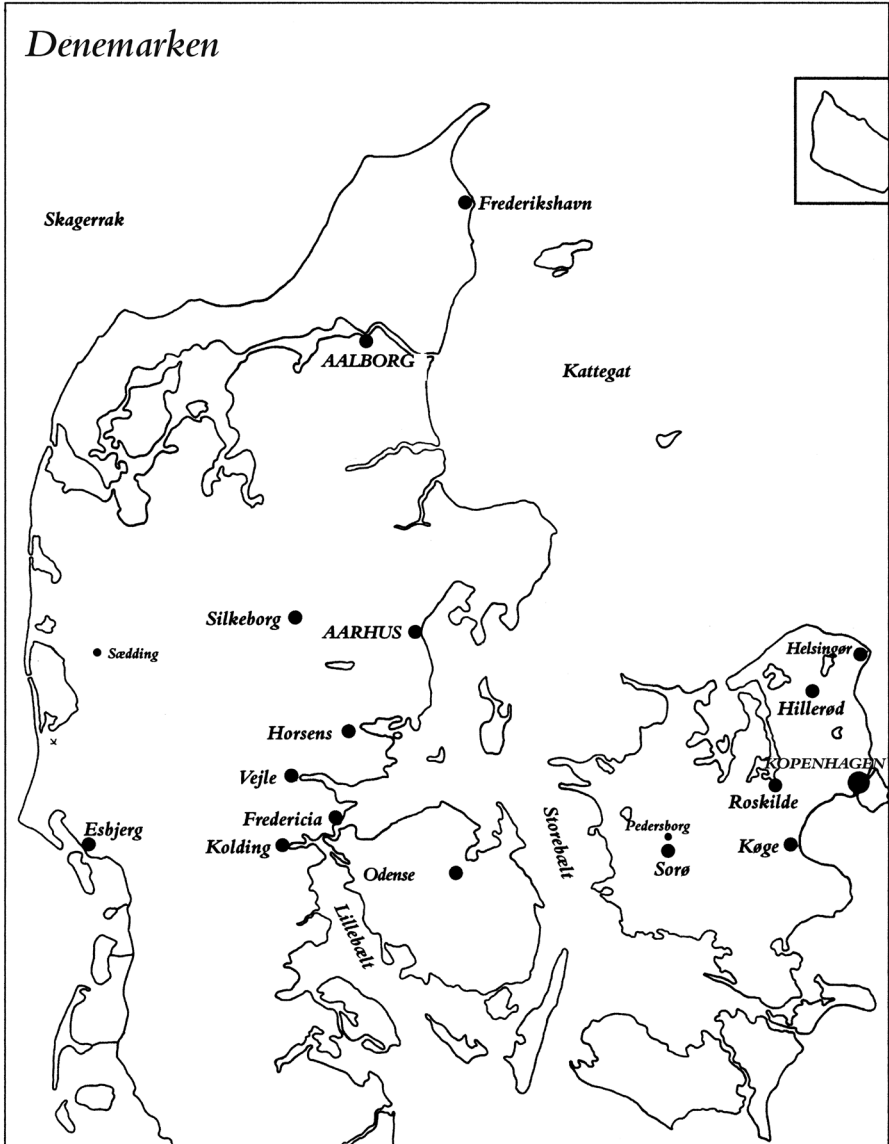 Denemarken
Frederikshavn
Skagerrak
AALBORG
Kattegat
Silkeborg
AARHUS
Sædding
Helsingør
Hillerød
Horsens
KOPENHAGEN
Vejle
Roskilde
Fredericia
Storebælt
Pedersborg
Esbjerg
Kolding
Køge
Sorø
Odense
Lillebælt